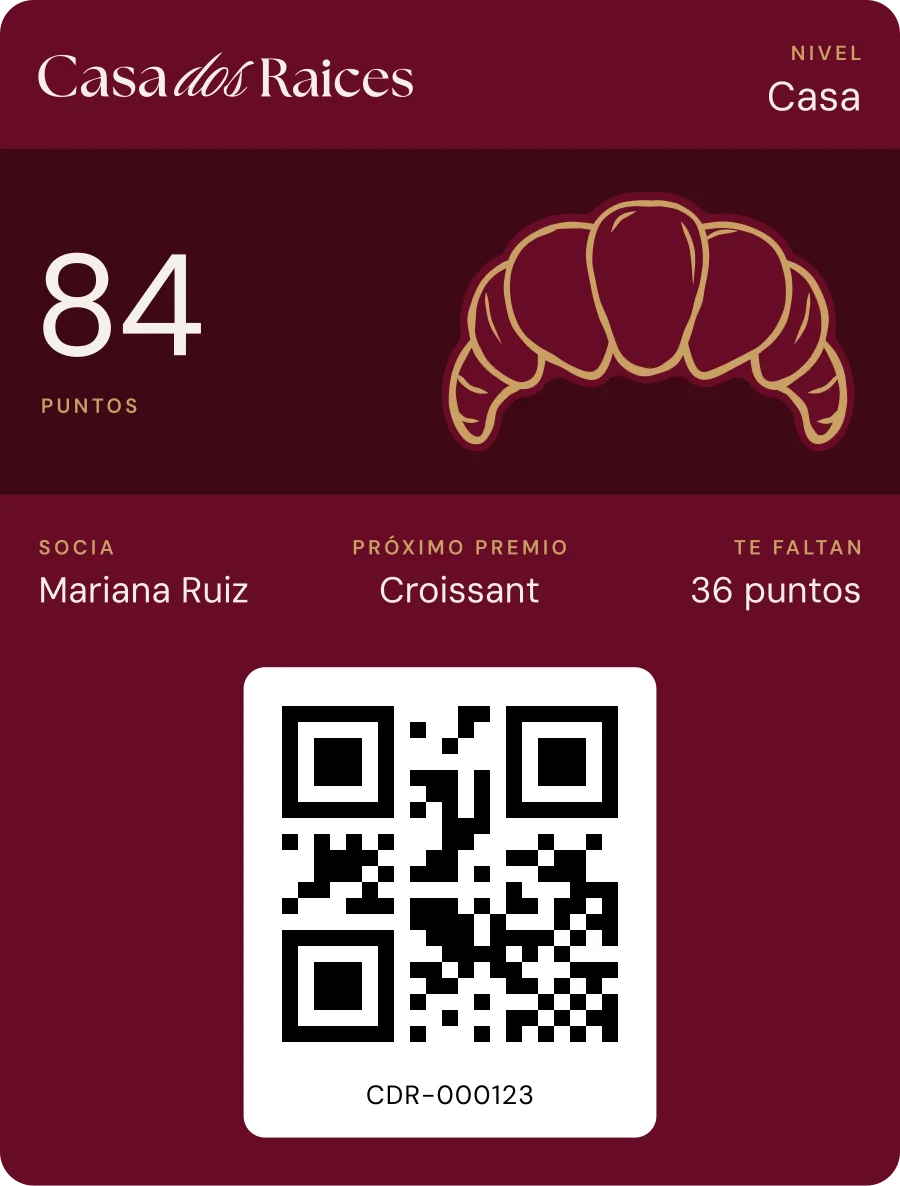 Casa dos Raices
NIVEL
Casa
84
PUNTOS
SOCIA
Mariana Ruiz
PRÓXIMO PREMIO
Croissant
TE FALTAN
36 puntos
CDR-000123